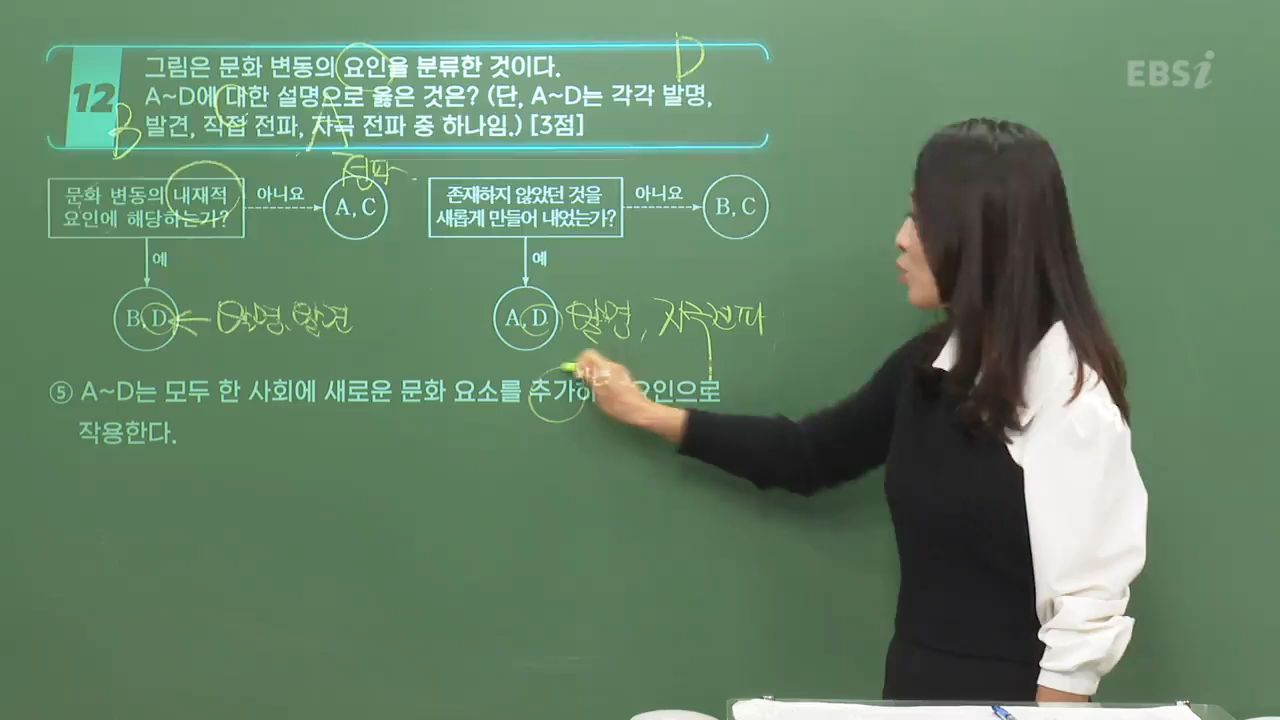 12
그림은 문화 변동의 요인을 분류한 것이다.
A~D에 대한 설명으로 옳은 것은? (단, A~D는 각각 발명,
발견, 직접 전파, 자극 전파 중 하나임.) [3점]
D
B
A
전파
EBSi
문화 변동의 내재적
요인에 해당하는가?
아니요
A, C
예
B, D
발명, 발견
존재하지 않았던 것을
새롭게 만들어 내었는가?
아니요
B, C
예
A, D
발명, 자극전파
⑤ A~D는 모두 한 사회에 새로운 문화 요소를 추가하 요인으로
작용한다.